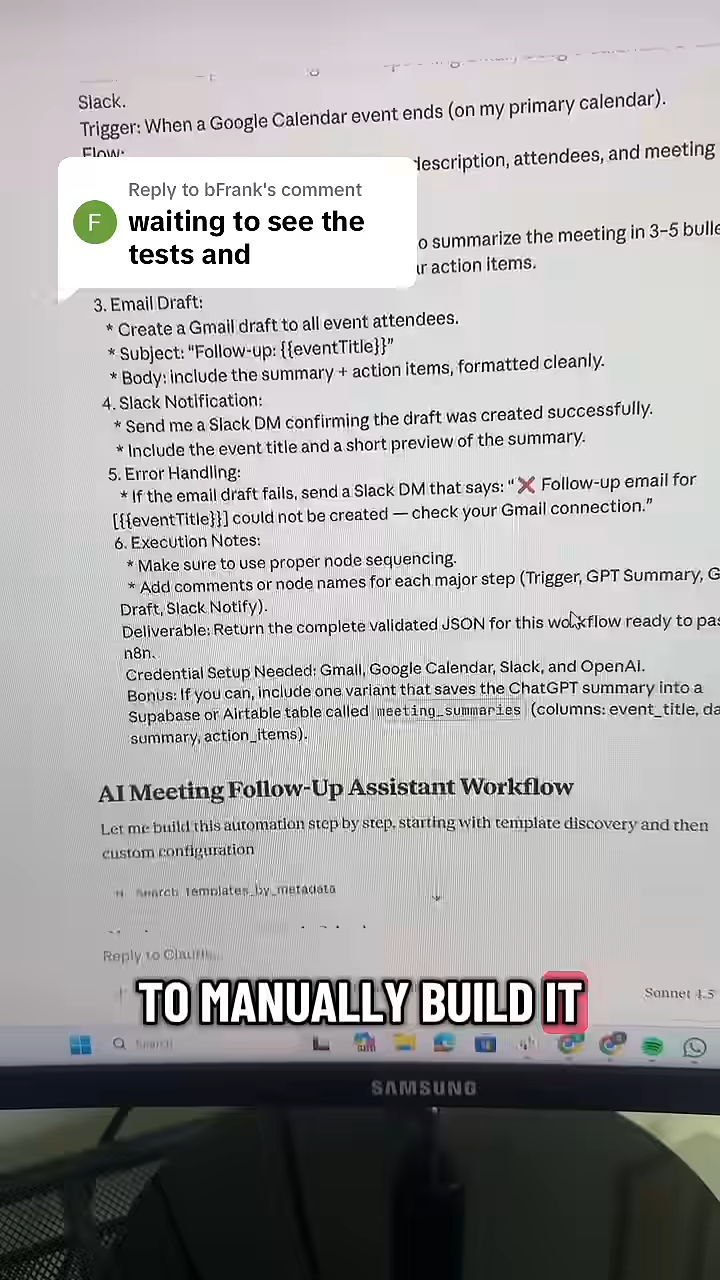 Slack.
Trigger: When a Google Calendar event ends (on my primary calendar).
Flow:
description, attendees, and meeting
Reply to bFrank's comment
F
waiting to see the
tests and
o summarize the meeting in 3–5 bulle
r action items.
3. Email Draft:
* Create a Gmail draft to all event attendees.
* Subject: “Follow-up: {{eventTitle}}”
* Body: include the summary + action items, formatted cleanly.
4. Slack Notification:
* Send me a Slack DM confirming the draft was created successfully.
* Include the event title and a short preview of the summary.
5. Error Handling:
* If the email draft fails, send a Slack DM that says: “❌ Follow-up email for
[{{eventTitle}}] could not be created — check your Gmail connection.”
6. Execution Notes:
* Make sure to use proper node sequencing.
* Add comments or node names for each major step (Trigger, GPT Summary, G
Draft, Slack Notify).
Deliverable: Return the complete validated JSON for this workflow ready to pas
n8n.
Credential Setup Needed: Gmail, Google Calendar, Slack, and OpenAI.
Bonus: If you can, include one variant that saves the ChatGPT summary into a
Supabase or Airtable table called meeting_summaries (columns: event_title, da
summary, action_items).
AI Meeting Follow-Up Assistant Workflow
Let me build this automation step by step, starting with template discovery and then
custom configuration
Search_templates_by_metadata
Reply to Claude...
TO MANUALLY BUILD IT
Sonnet 4.5
Search
SAMSUNG